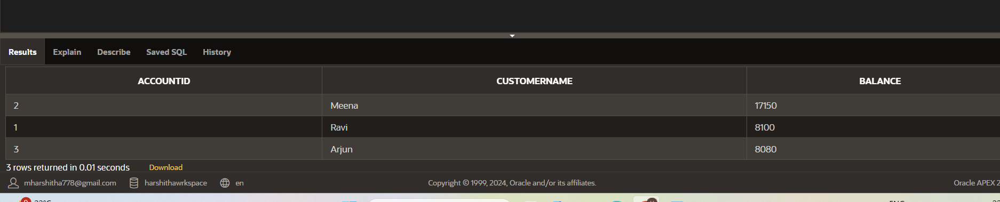 Results Explain Describe Saved SQL History
ACCOUNTID CUSTOMERNAME BALANCE
2 Meena 17150
1 Ravi 8100
3 Arjun 8080
3 rows returned in 0.01 seconds Download
mharshitha778@gmail.com harshithawrkspace en Copyright © 1999, 2024, Oracle and/or its affiliates. Oracle APEX 2